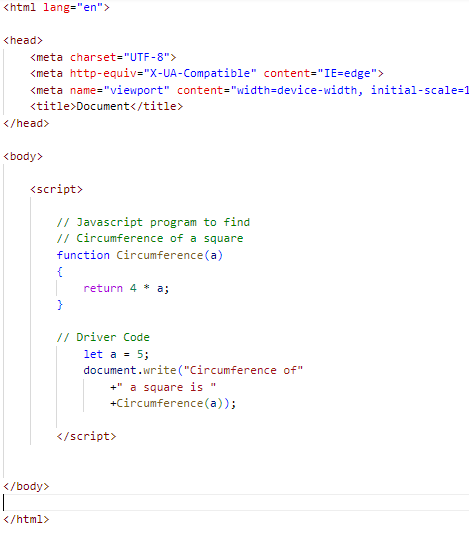 <html lang="en">
<head>
<meta charset="UTF-8">
<meta http-equiv="X-UA-Compatible" content="IE=edge">
<meta name="viewport" content="width=device-width, initial-scale=1
<title>Document</title>
</head>
<body>
<script>
// Javascript program to find
// Circumference of a square
function Circumference(a)
{
return 4 * a;
}
// Driver Code
let a = 5;
document.write("Circumference of"
+" a square is "
+Circumference(a));
</script>
</body>
</html>